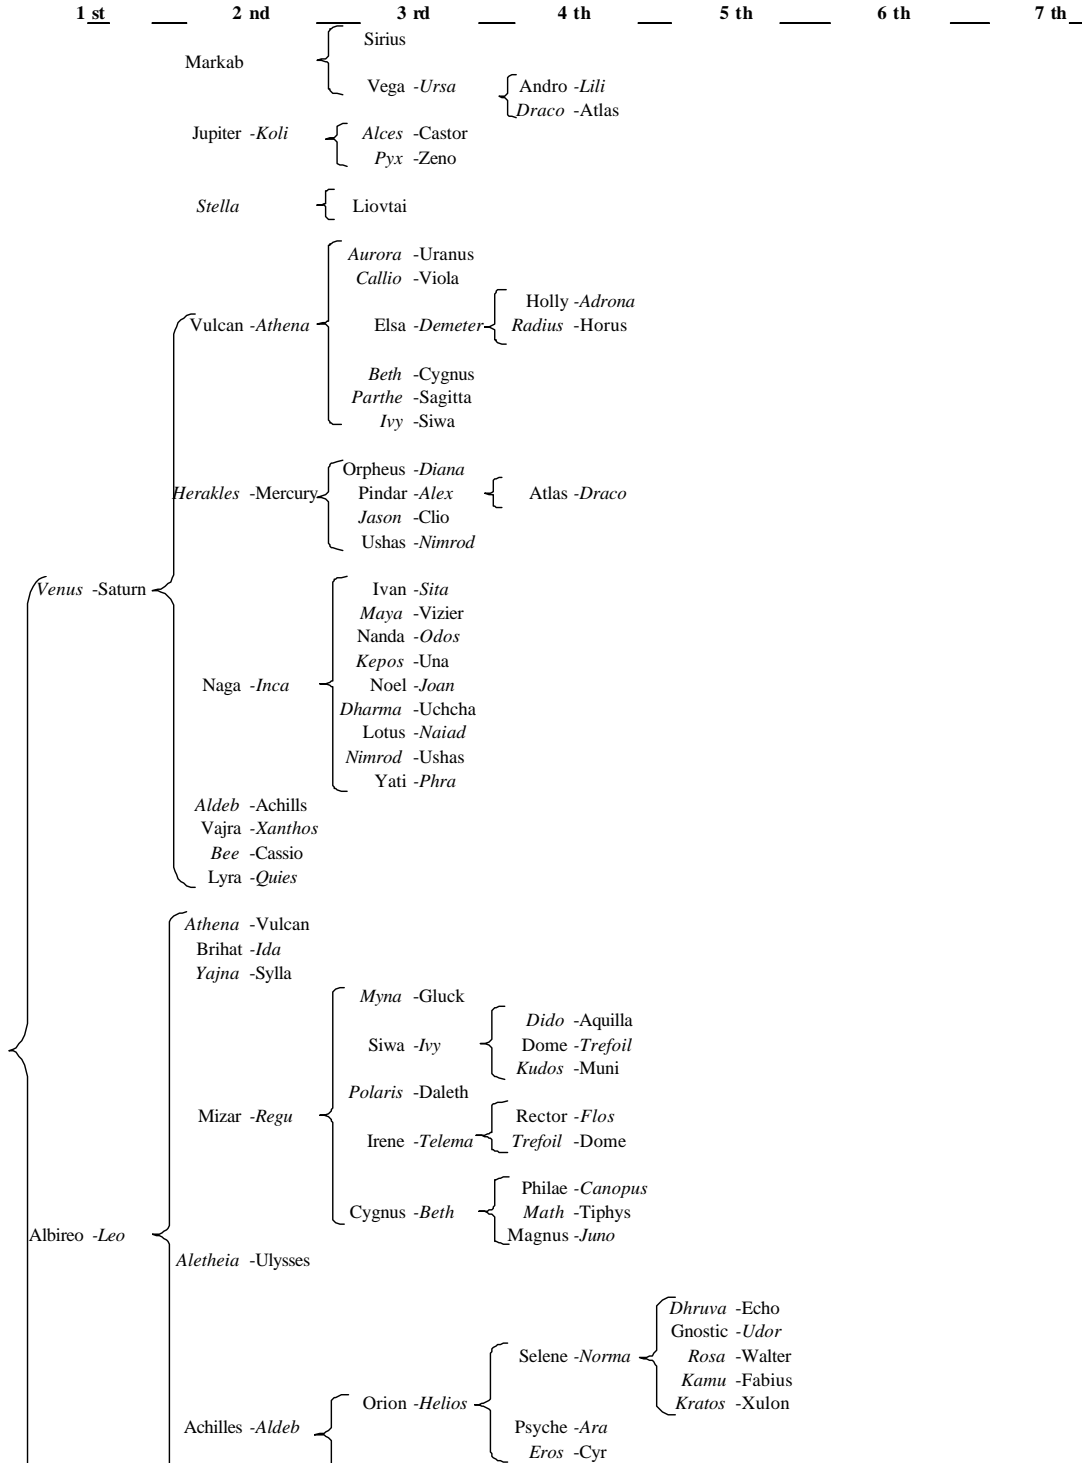 1 st 2 nd 3 rd 4 th 5 th 6 th 7 th
Sirius
Markab
Vega -Ursa Andro -Lili
Draco -Atlas
Jupiter -Koli Alces -Castor
Pyx -Zeno
Stella Liovtai
Aurora -Uranus
Callio -Viola
Holly -Adrona
Vulcan -Athena Elsa -Demeter Radius -Horus
Beth -Cygnus
Parthe -Sagitta
Ivy -Siwa
Orpheus -Diana
Herakles -Mercury Pindar -Alex Atlas -Draco
Jason -Clio
Ushas -Nimrod
Venus -Saturn Ivan -Sita
Maya -Vizier
Nanda -Odos
Kepos -Una
Naga -Inca Noel -Joan
Dharma -Uchcha
Lotus -Naiad
Nimrod -Ushas
Yati -Phra
Aldeb -Achills
Vajra -Xanthos
Bee -Cassio
Lyra -Quies
Athena -Vulcan
Brihat -Ida
Yajna -Sylla
Myna -Gluck
Dido -Aquilla
Siwa -Ivy Dome -Trefoil
Kudos -Muni
Polaris -Daleth
Mizar -Regu Rector -Flos
Irene -Telema Trefoil -Dome
Philae -Canopus
Cygnus -Beth Math -Tiphys
Albireo -Leo Magnus -Juno
Aletheia -Ulysses
Dhruva -Echo
Gnostic -Udor
Selene -Norma Rosa -Walter
Kamu -Fabius
Orion -Helios Kratos -Xulon
Achilles -Aldeb Psyche -Ara
Eros -Cyr